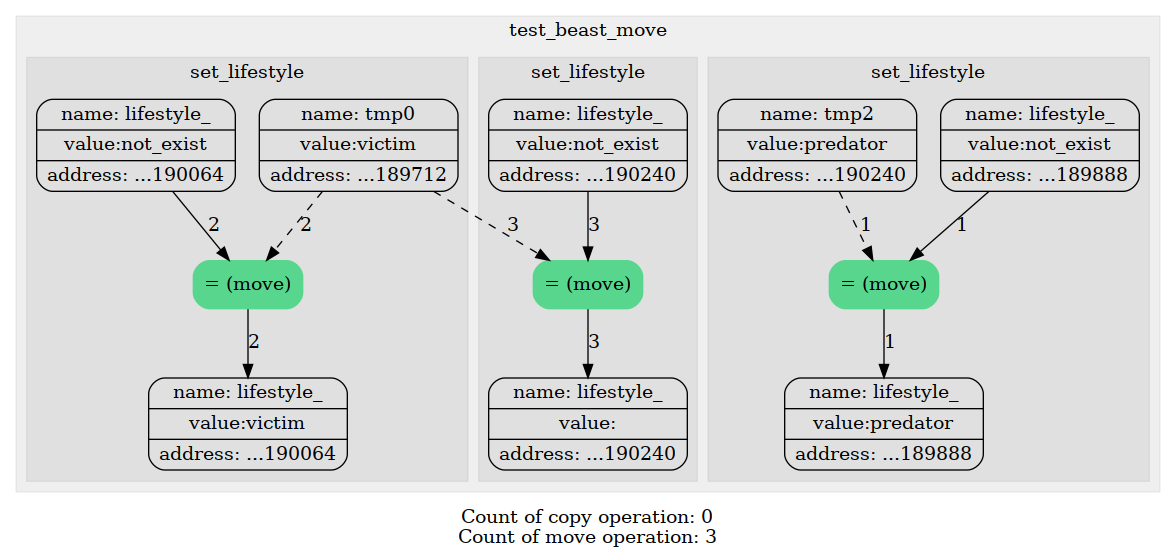 test_beast_move
set_lifestyle
name: lifestyle_
value:not_exist
address: ...190064
name: tmp0
value:victim
address: ...189712
2
2
3
= (move)
2
name: lifestyle_
value:victim
address: ...190064
set_lifestyle
name: lifestyle_
value:not_exist
address: ...190240
3
= (move)
3
name: lifestyle_
value:
address: ...190240
set_lifestyle
name: tmp2
value:predator
address: ...190240
name: lifestyle_
value:not_exist
address: ...189888
1
1
= (move)
1
name: lifestyle_
value:predator
address: ...189888
Count of copy operation: 0
Count of move operation: 3